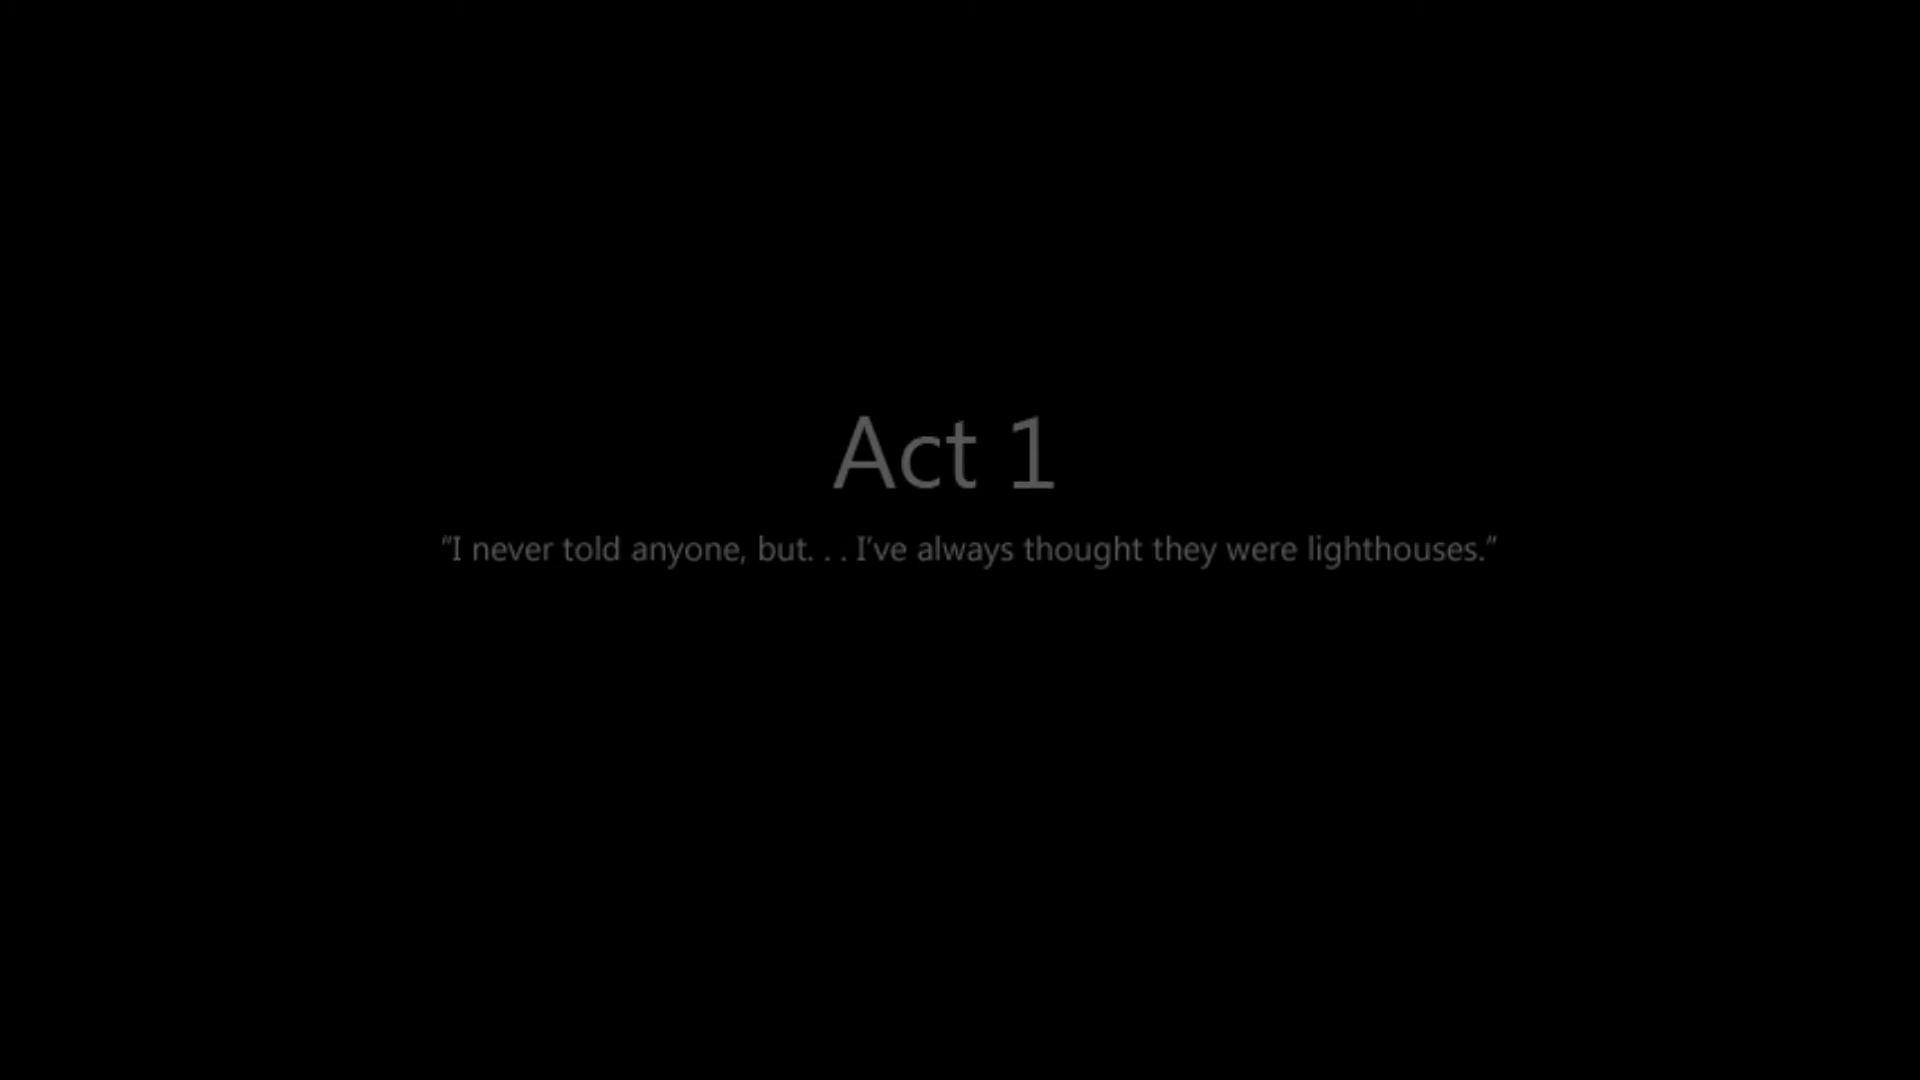 Act 1
“I never told anyone, but. . . I’ve always thought they were lighthouses.”